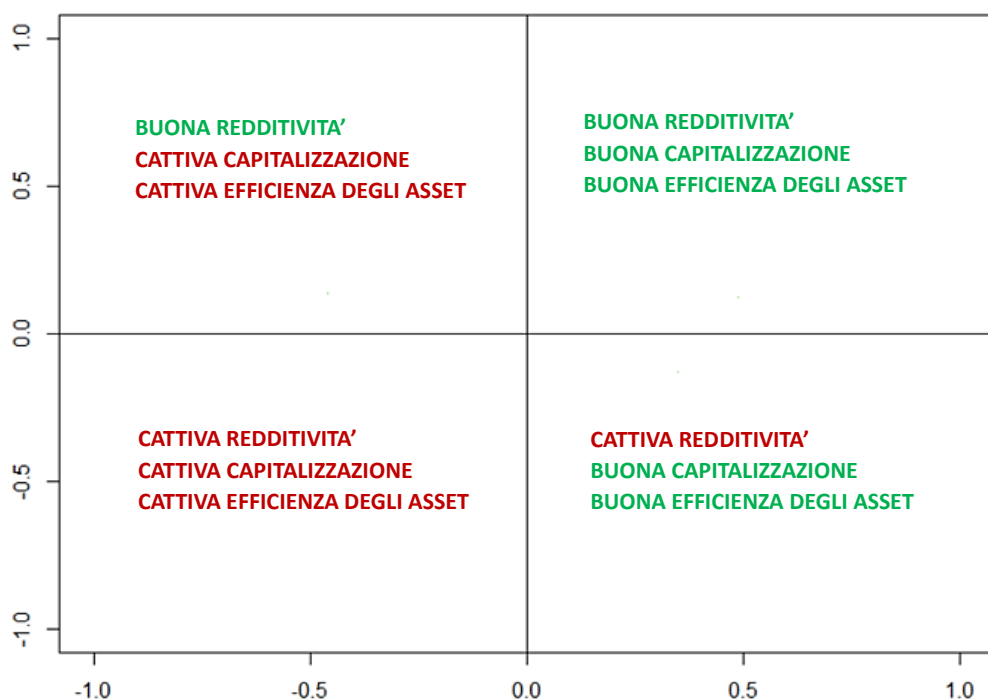 1.0
BUONA REDDITIVITA’
CATTIVA CAPITALIZZAZIONE
CATTIVA EFFICIENZA DEGLI ASSET
BUONA REDDITIVITA’
BUONA CAPITALIZZAZIONE
BUONA EFFICIENZA DEGLI ASSET
0.5
0.0
CATTIVA REDDITIVITA’
CATTIVA CAPITALIZZAZIONE
CATTIVA EFFICIENZA DEGLI ASSET
CATTIVA REDDITIVITA’
BUONA CAPITALIZZAZIONE
BUONA EFFICIENZA DEGLI ASSET
-0.5
-1.0
-1.0 -0.5 0.0 0.5 1.0